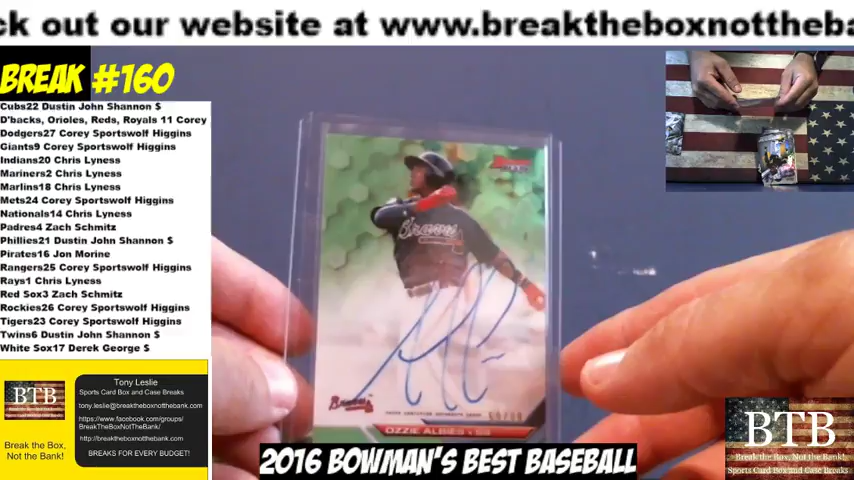 ck out our website at www.breaktheboxnottheba
BREAK #160
Cubs22 Dustin John Shannon $
D'backs, Orioles, Reds, Royals 11 Corey
Dodgers27 Corey Sportswolf Higgins
Giants9 Corey Sportswolf Higgins
Indians20 Chris Lyness
Mariners2 Chris Lyness
Marlins18 Chris Lyness
Mets24 Corey Sportswolf Higgins
Nationals14 Chris Lyness
Padres4 Zach Schmitz
Phillies21 Dustin John Shannon $
Pirates16 Jon Morine
Rangers25 Corey Sportswolf Higgins
Rays1 Chris Lyness
Red Sox3 Zach Schmitz
Rockies26 Corey Sportswolf Higgins
Tigers23 Corey Sportswolf Higgins
Twins6 Dustin John Shannon $
White Sox17 Derek George $
BTB
Break the Box,
Not the Bank!
Tony Leslie
Sports Card Box and Case Breaks
tony.leslie@breaktheboxnotthebank.com
https://www.facebook.com/groups/
BreakTheBoxNotTheBank/
http://breaktheboxnotthebank.com
BREAKS FOR EVERY BUDGET!
Braves
Braves
OZZIE ALBIES • SS
2016 BOWMAN'S BEST BASEBALL
BTB
Break the Box, Not the Bank!
Sports Card Box and Case Breaks